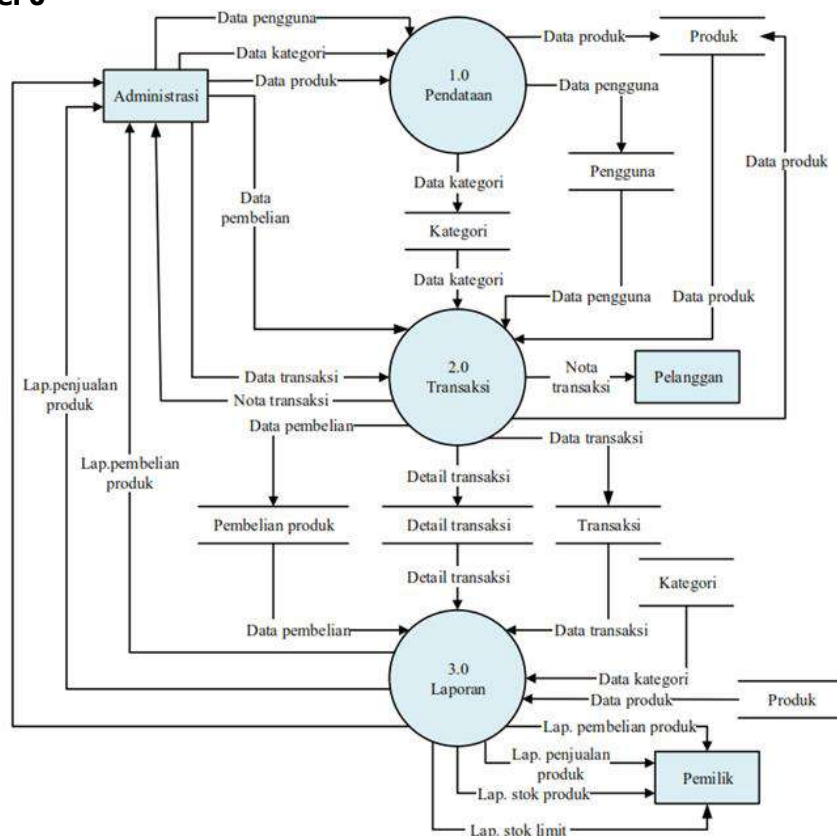 Data pengguna
Data kategori
Data produk
Administrasi
1.0
Pendataan
Data produk
Produk
Data pengguna
Pengguna
Data produk
Data kategori
Data
pembelian
Kategori
Data kategori
Data pengguna
Data produk
2.0
Transaksi
Nota
transaksi
Pelanggan
Data transaksi
Nota transaksi
Lap.penjualan
produk
Data pembelian
Data transaksi
Lap.pembelian
produk
Detail transaksi
Pembelian produk
Detail transaksi
Transaksi
Detail transaksi
Kategori
Data pembelian
Data transaksi
3.0
Laporan
Data kategori
Data produk
Produk
Lap. pembelian produk
Lap. penjualan
produk
Pemilik
Lap. stok produk
Lap. stok limit